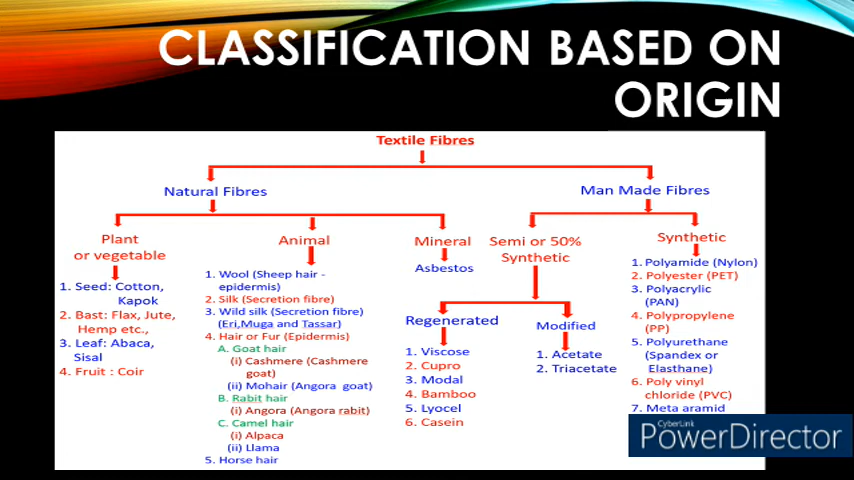 CLASSIFICATION BASED ON
ORIGIN
Textile Fibres
Natural Fibres
Man Made Fibres
Plant
or vegetable
1. Seed: Cotton,
Kapok
2. Bast: Flax, Jute,
Hemp etc.,
3. Leaf: Abaca,
Sisal
4. Fruit : Coir
Animal
1. Wool (Sheep hair -
epidermis)
2. Silk (Secretion fibre)
3. Wild silk (Secretion fibre)
(Eri,Muga and Tassar)
4. Hair or Fur (Epidermis)
A. Goat hair
(i) Cashmere (Cashmere
goat)
(ii) Mohair (Angora goat)
B. Rabit hair
(i) Angora (Angora rabit)
C. Camel hair
(i) Alpaca
(ii) Llama
5. Horse hair
Mineral
Asbestos
Semi or 50%
Synthetic
Regenerated
1. Viscose
2. Cupro
3. Modal
4. Bamboo
5. Lyocel
6. Casein
Modified
1. Acetate
2. Triacetate
Synthetic
1. Polyamide (Nylon)
2. Polyester (PET)
3. Polyacrylic
(PAN)
4. Polypropylene
(PP)
5. Polyurethane
(Spandex or
Elasthane)
6. Poly vinyl
chloride (PVC)
7. Meta aramid
CyberLink
PowerDirector